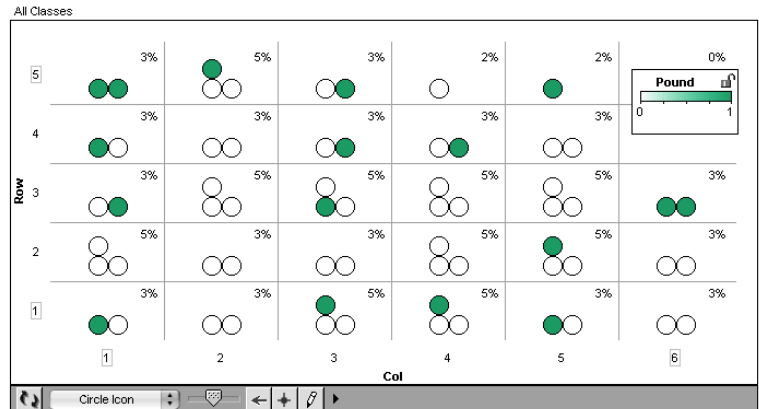 All Classes
5 3% 5% 3% 2% 2% 0%
Pound
0 1
4 3% 3% 3% 3% 3%
Row
3 3% 5% 5% 5% 5% 3%
2 5% 3% 3% 5% 5% 3%
1 3% 3% 5% 5% 3% 3%
1 2 3 4 5 6
Col
Circle Icon